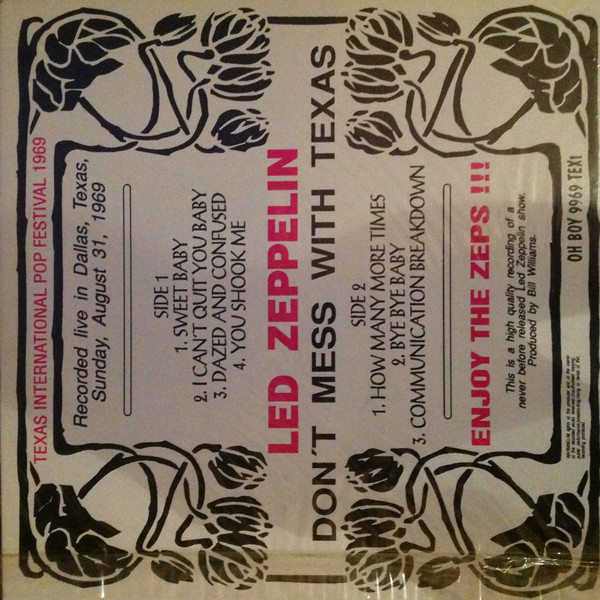 TEXAS INTERNATIONAL POP FESTIVAL 1969
Recorded live in Dallas, Texas,
Sunday, August 31, 1969
SIDE 1
1. SWEET BABY
2. I CAN'T QUIT YOU BABY
3. DAZED AND CONFUSED
4. YOU SHOOK ME
LED ZEPPELIN
DON´T MESS WITH TEXAS
SIDE 2
1. HOW MANY MORE TIMES
2. BYE BYE BABY
3. COMMUNICATION BREAKDOWN
ENJOY THE ZEPS !!!
This is a high quality recording of a
never before released Led Zeppelin show.
Produced by Bill Williams.
OH BOY 9969 TEX1